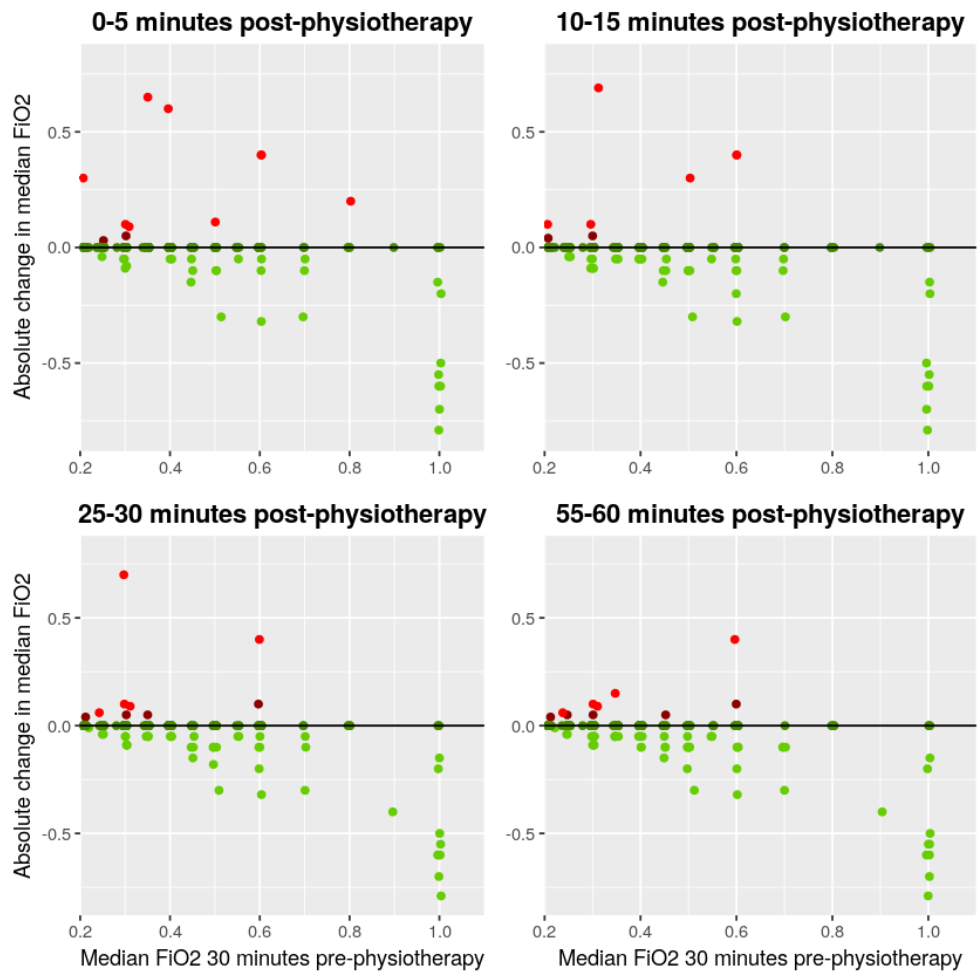 0-5 minutes post-physiotherapy
10-15 minutes post-physiotherapy
Absolute change in median FiO2
0.5
0.0
-0.5
0.5
0.0
-0.5
0.2 0.4 0.6 0.8 1.0
0.2 0.4 0.6 0.8 1.0
25-30 minutes post-physiotherapy
55-60 minutes post-physiotherapy
Absolute change in median FiO2
0.5
0.0
-0.5
0.5
0.0
-0.5
0.2 0.4 0.6 0.8 1.0
0.2 0.4 0.6 0.8 1.0
Median FiO2 30 minutes pre-physiotherapy
Median FiO2 30 minutes pre-physiotherapy